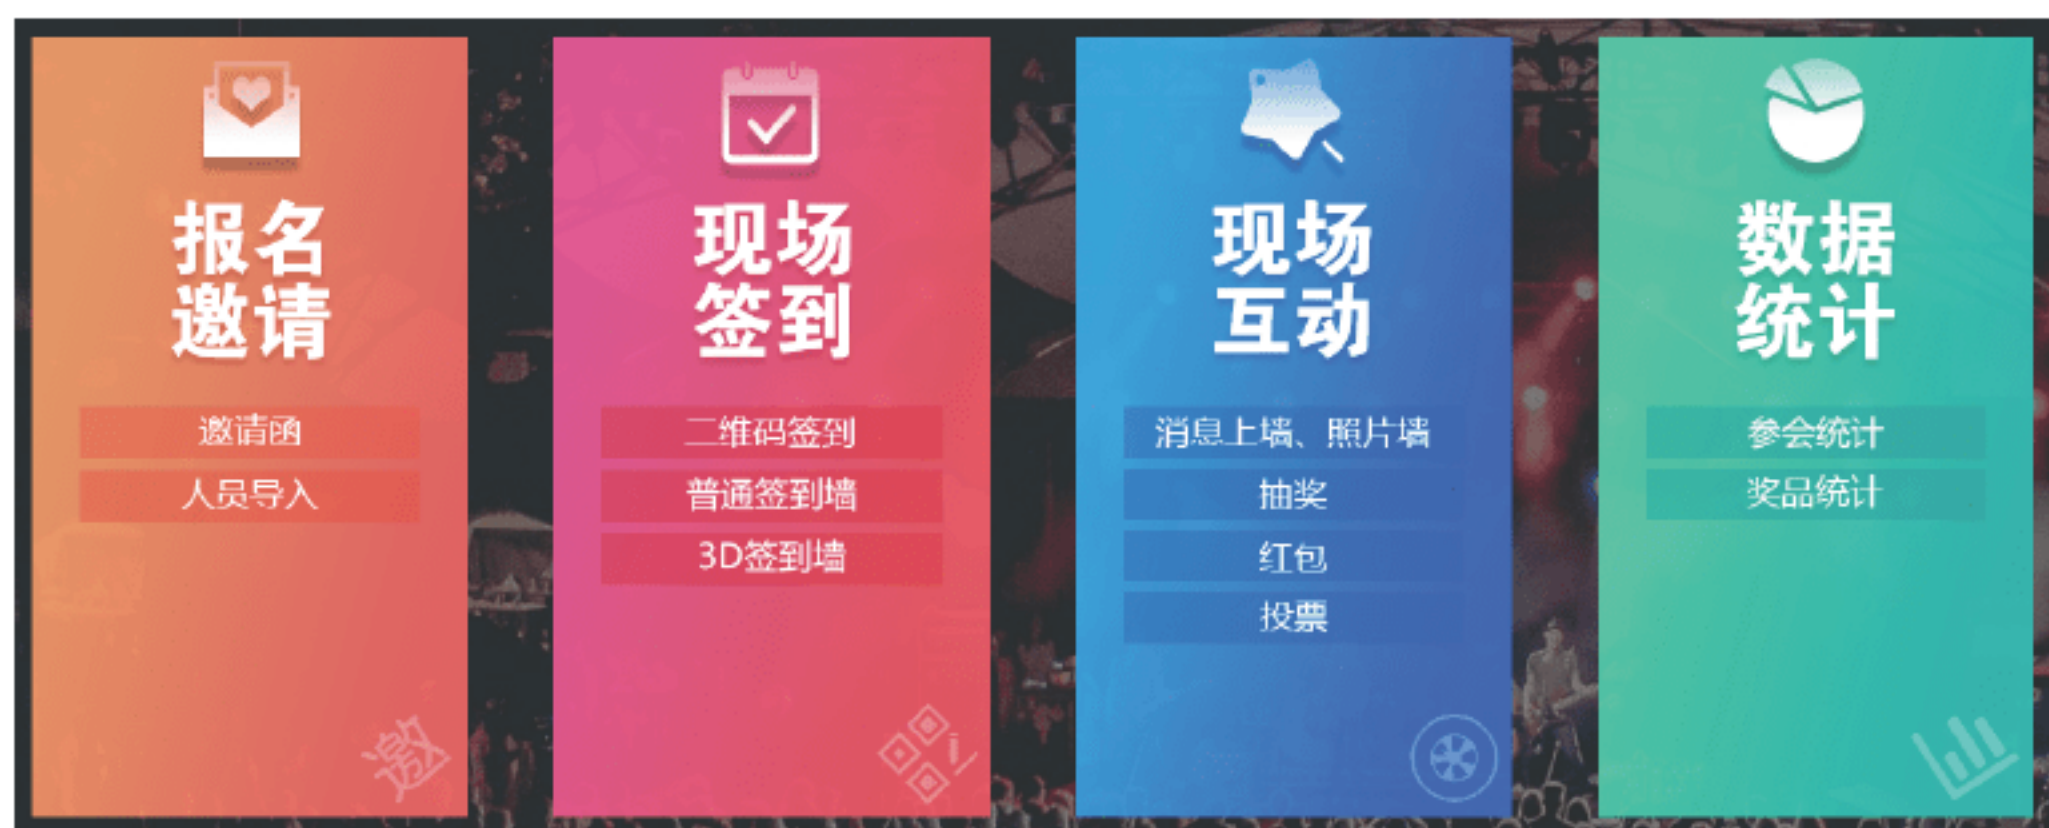 报名
邀请
邀请函
人员导入
邀
现场
签到
二维码签到
普通签到墙
3D签到墙
现场
互动
消息上墙、照片墙
抽奖
红包
投票
数据
统计
参会统计
奖品统计